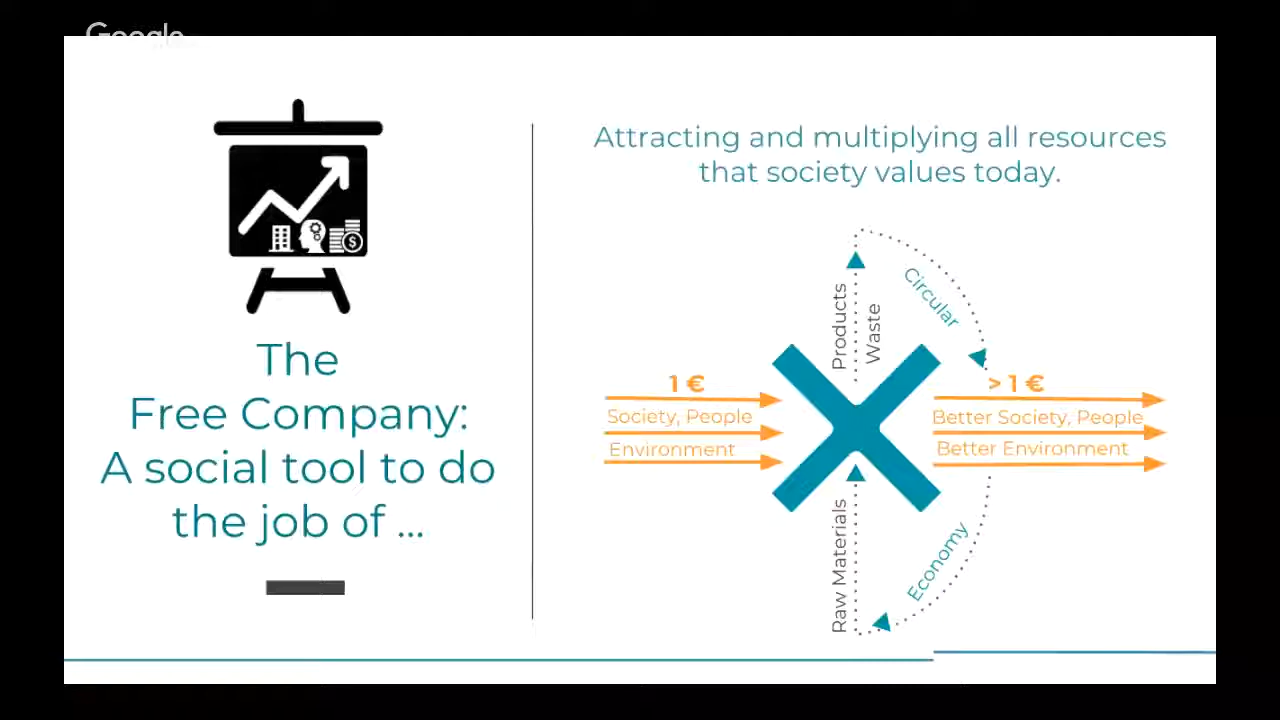 Google
The
Free Company:
A social tool to do
the job of ...
Attracting and multiplying all resources
that society values today.
Products
Waste
Circular
1 €
Society, People
Environment
> 1 €
Better Society, People
Better Environment
Raw Materials
Economy
$